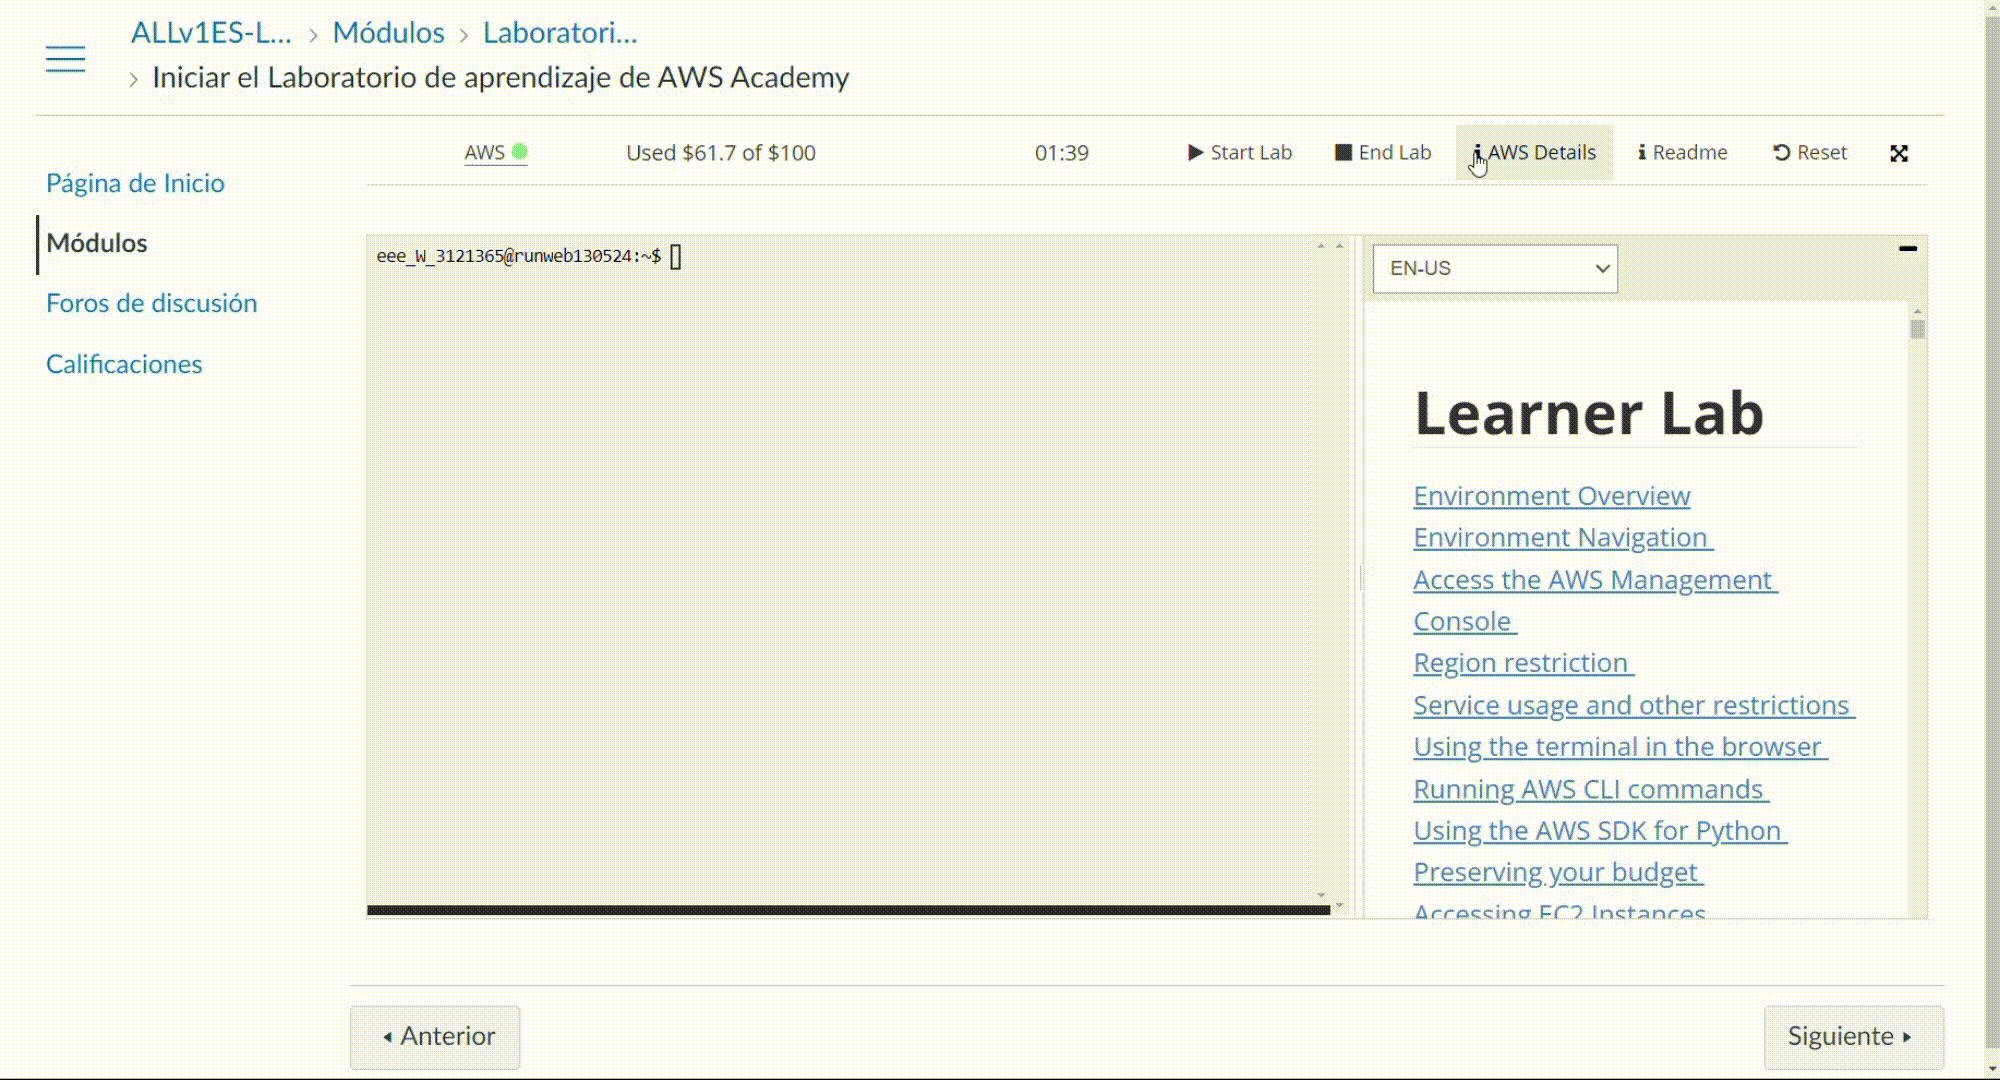 ALLv1ES-L... > Módulos > Laboratori...
> Iniciar el Laboratorio de aprendizaje de AWS Academy
AWS Used $61.7 of $100 01:39 Start Lab End Lab AWS Details Readme Reset
Página de Inicio
Módulos
Foros de discusión
Calificaciones
eee_W_3121365@runweb130524:~$
EN-US
Learner Lab
Environment Overview
Environment Navigation
Access the AWS Management
Console
Region restriction
Service usage and other restrictions
Using the terminal in the browser
Running AWS CLI commands
Using the AWS SDK for Python
Preserving your budget
Accessing EC2 Instances
Anterior
Siguiente